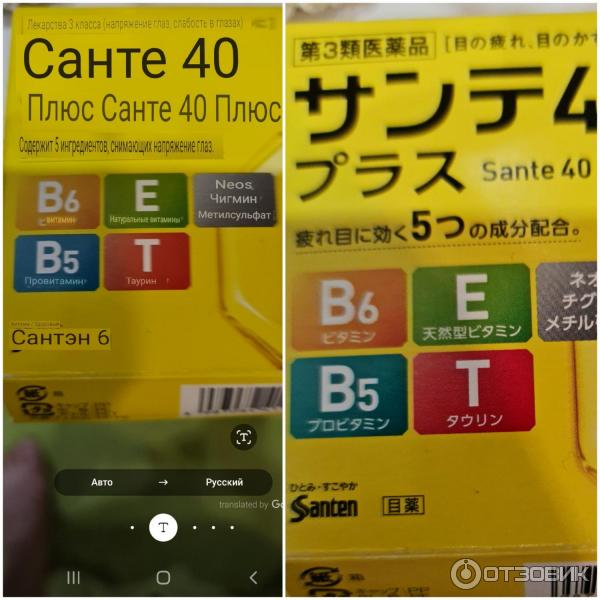 Лекарства 3 класса (напряжение глаз, слабость в глазах)
Санте 40
Плюс Санте 40 Плюс
Содержит 5 ингредиентов, снимающих напряжение глаз.
B6
витамин
E
Натуральные витамины
Neos,
Чигмин
Метилсульфат
B5
Провитамин
T
Таурин
Сантэн 6
Авто → Русский
translated by Go
T
第3類医薬品 [目の疲れ、目のかす
サンテ4
プラス Sante 40
疲れ目に効く5つの成分配合。
B6
ビタミン
E
天然型ビタミン
ネオ
チグ
メチル
B5
プロビタミン
T
タウリン
ひとみ・すこやか
Santen 目薬
ОТЗОВИК